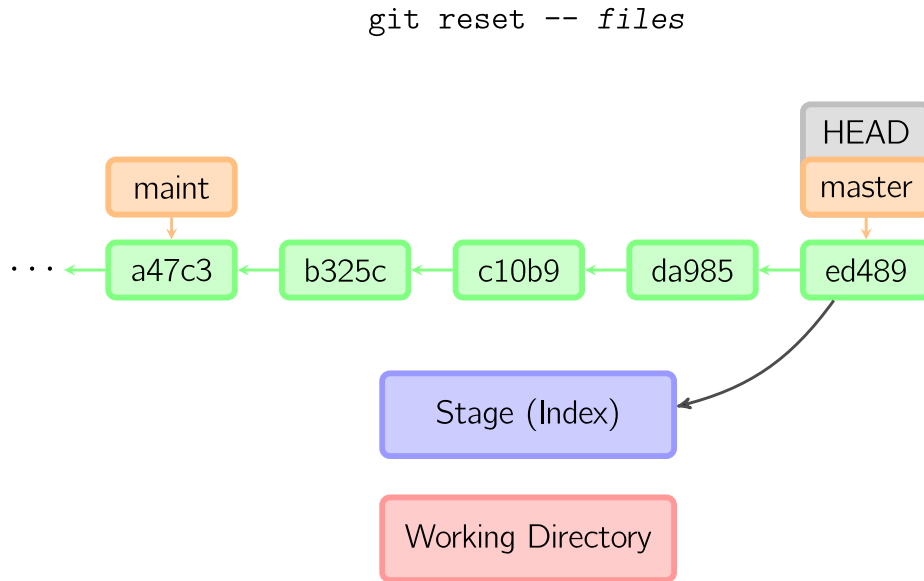 git reset -- files
HEAD
maint
master
... a47c3 b325c c10b9 da985 ed489
Stage (Index)
Working Directory